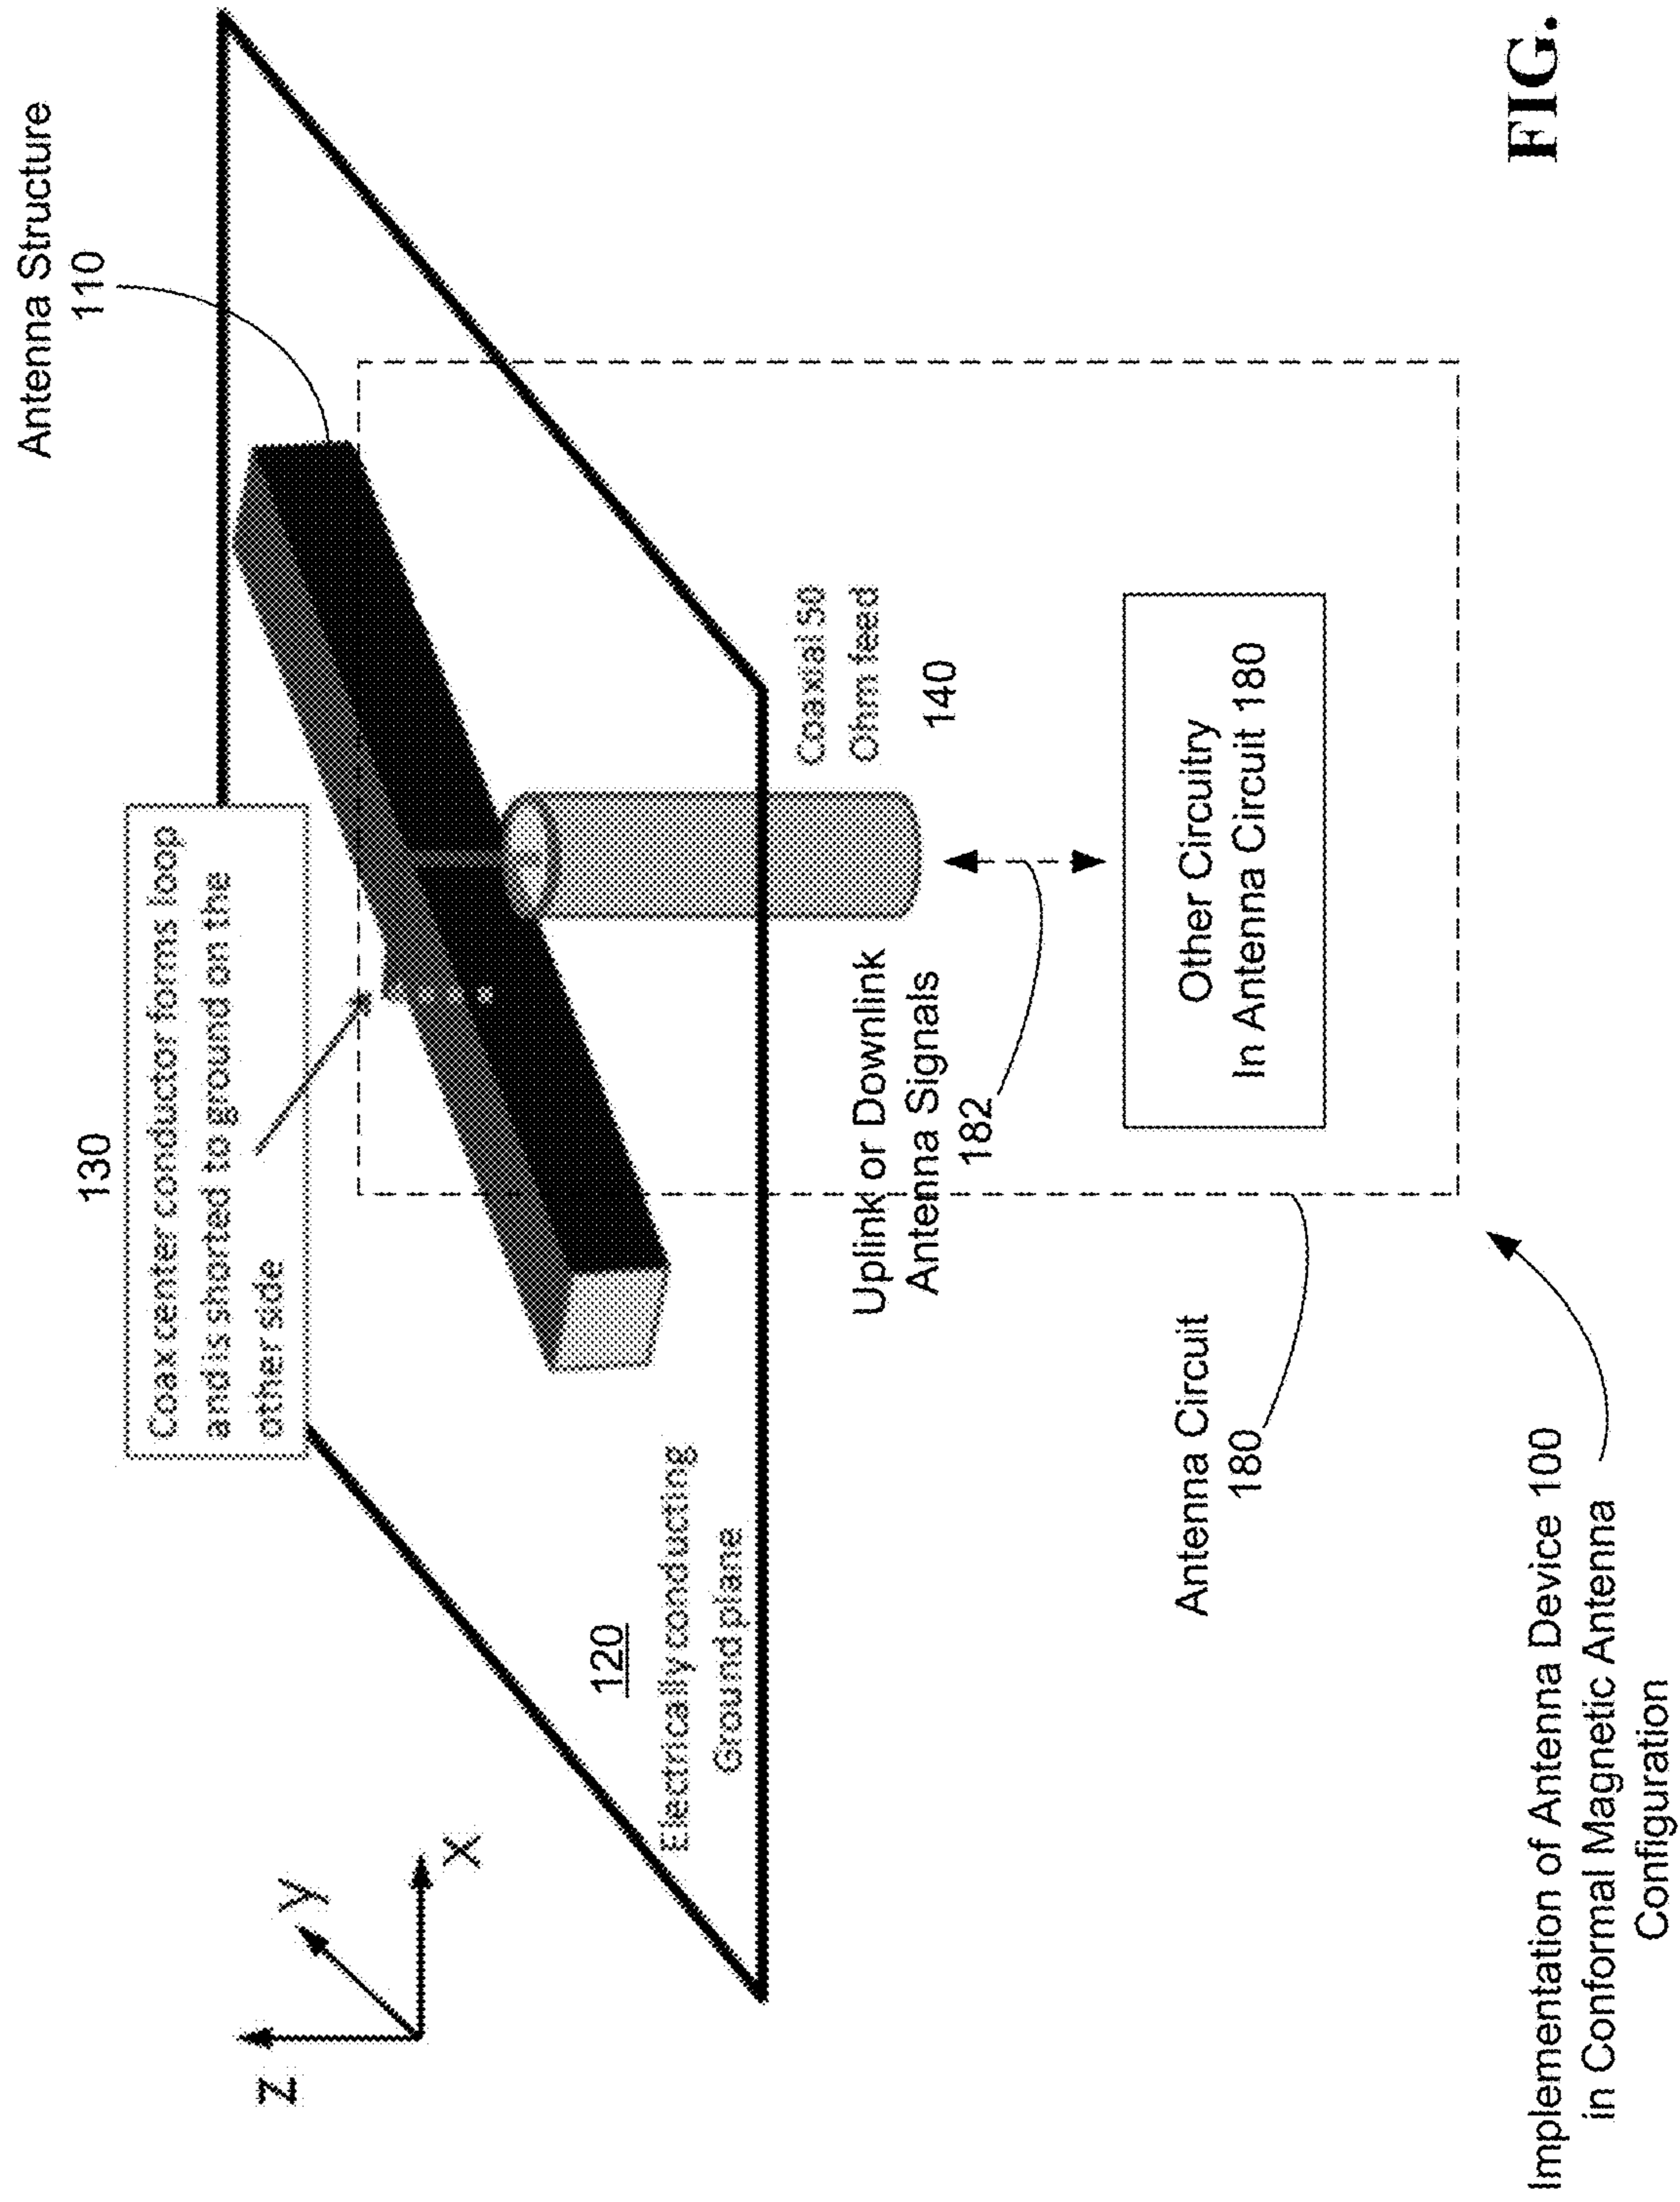 Antenna Structure
110
130
Coax center conductor forms loop
and is shorted to ground on the
other side
Z
y
X
120
Electrically conducting
Ground plane
Coaxial 50
Ohm feed
140
Uplink or Downlink
Antenna Signals
182
Other Circuitry
In Antenna Circuit 180
Antenna Circuit
180
Implementation of Antenna Device 100
in Conformal Magnetic Antenna
Configuration
FIG.